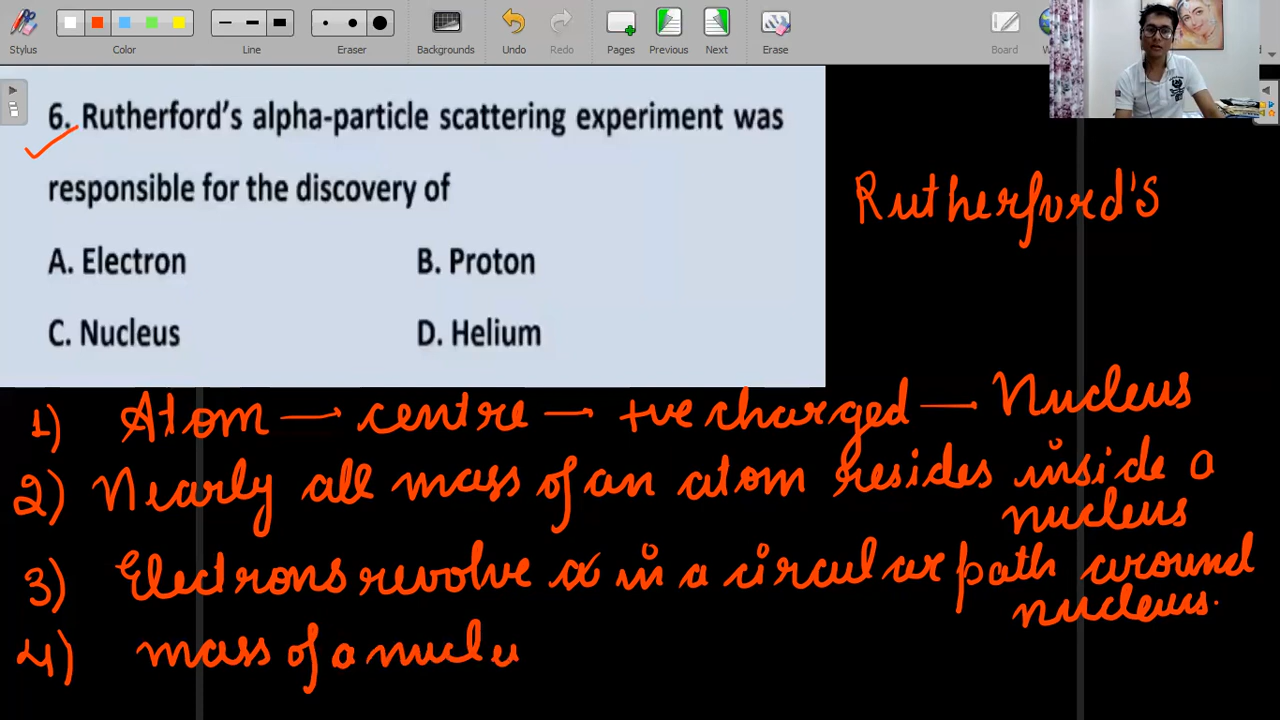 Stylus
Color
Line
Eraser
Backgrounds
Undo
Redo
Pages
Previous
Next
Erase
Board
6. Rutherford's alpha-particle scattering experiment was
responsible for the discovery of
A. Electron B. Proton
C. Nucleus D. Helium
Rutherford's
1) Atom → centre → +ve charged → Nucleus
2) Nearly all mass of an atom resides inside a
nucleus
3) Electrons revolve in a circular path around
nucleus.
4) mass of a nucleu